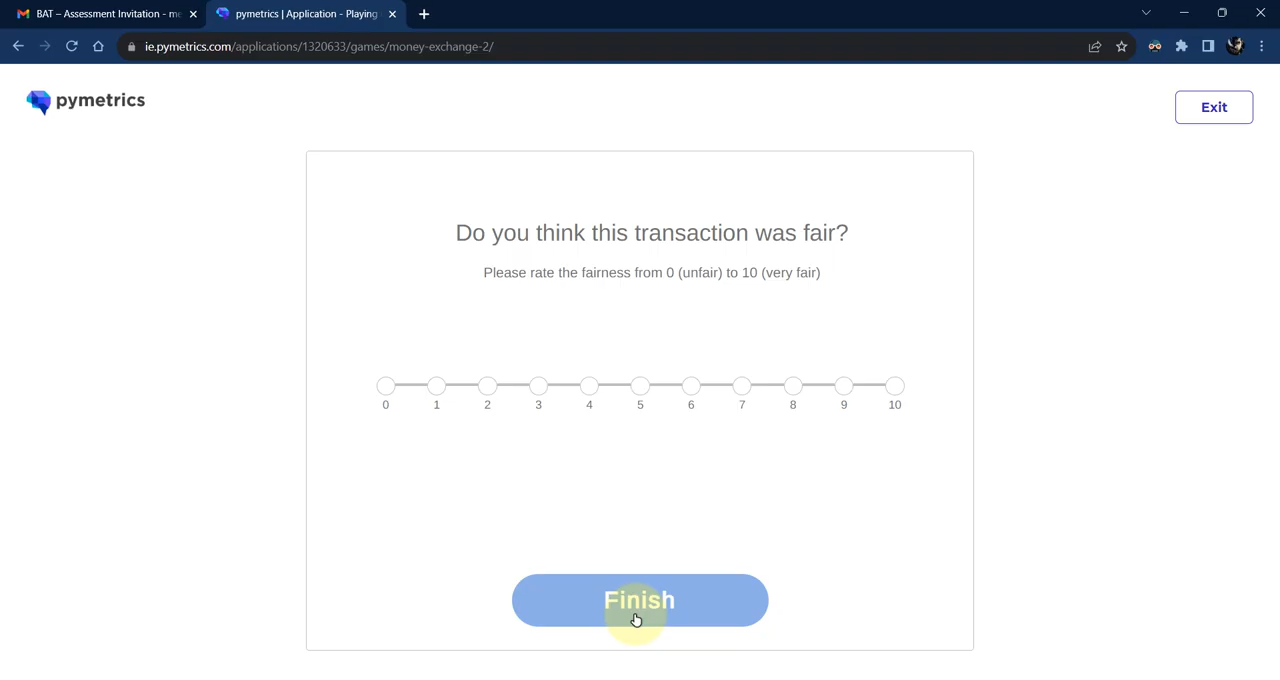 BAT – Assessment Invitation - me
pymetrics | Application - Playing
ie.pymetrics.com/applications/1320633/games/money-exchange-2/
pymetrics
Exit
Do you think this transaction was fair?
Please rate the fairness from 0 (unfair) to 10 (very fair)
0 1 2 3 4 5 6 7 8 9 10
Finish